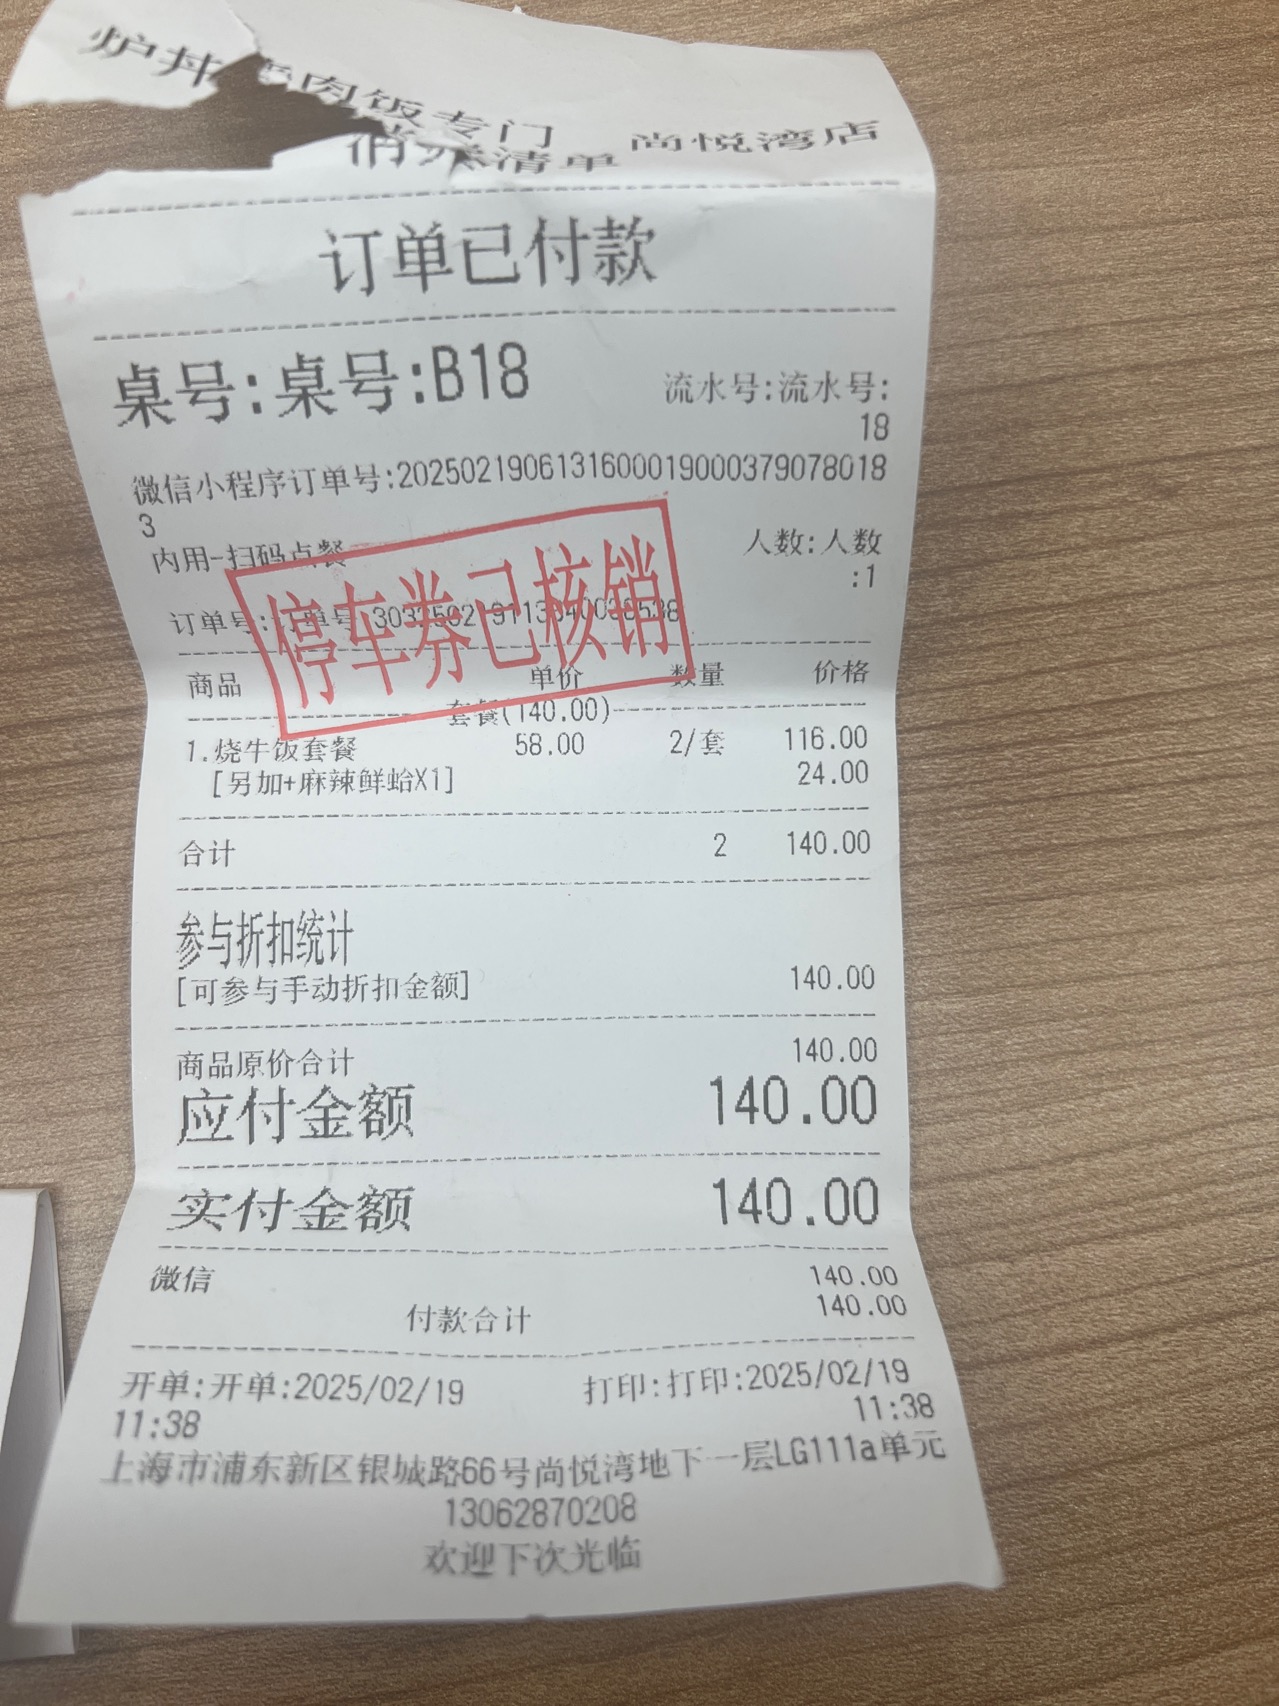 炉丼 肉饭专门 尚悦湾店
消 清单
订单已付款
桌号:桌号:B18
流水号:流水号:
18
微信小程序订单号:2025021906131600019000379078018
3
内用-扫码点餐
人数:人数
:1
订单号:订单号
停车券已核销
商品 单价 数量 价格
套餐(140.00)
1.烧牛饭套餐 58.00 2/套 116.00
[另加+麻辣鲜蛤X1] 24.00
合计 2 140.00
参与折扣统计
[可参与手动折扣金额] 140.00
商品原价合计 140.00
应付金额 140.00
实付金额 140.00
微信 140.00
付款合计 140.00
开单:开单:2025/02/19
11:38
打印:打印:2025/02/19
11:38
上海市浦东新区银城路66号尚悦湾地下一层LG111a单元
13062870208
欢迎下次光临